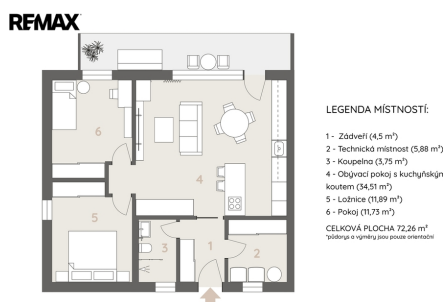 RE/MAX
LEGENDA MÍSTNOSTÍ:
1 - Zádveří (4,5 m²)
2 - Technická místnost (5,88 m²)
3 - Koupelna (3,75 m²)
4 - Obývací pokoj s kuchyňským
koutem (34,51 m²)
5 - Ložnice (11,89 m²)
6 - Pokoj (11,73 m²)
CELKOVÁ PLOCHA 72,26 m²
*půdorys a výměry jsou pouze orientační
6
4
5
3
1
2